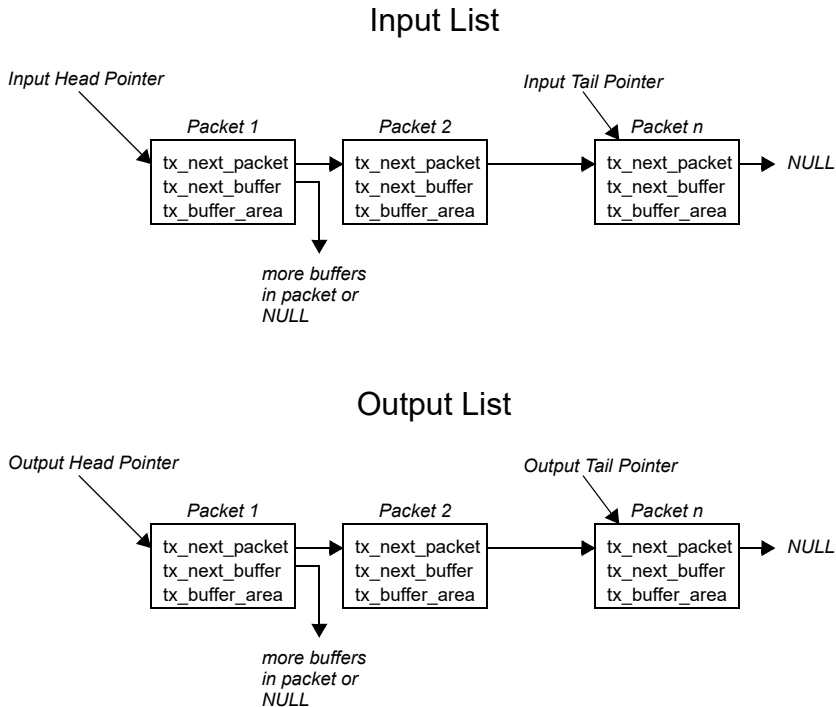 Input List
Input Head Pointer
Input Tail Pointer
Packet 1
Packet 2
Packet n
tx_next_packet
tx_next_buffer
tx_buffer_area
tx_next_packet
tx_next_buffer
tx_buffer_area
tx_next_packet
tx_next_buffer
tx_buffer_area
NULL
more buffers
in packet or
NULL
Output List
Output Head Pointer
Output Tail Pointer
Packet 1
Packet 2
Packet n
tx_next_packet
tx_next_buffer
tx_buffer_area
tx_next_packet
tx_next_buffer
tx_buffer_area
tx_next_packet
tx_next_buffer
tx_buffer_area
NULL
more buffers
in packet or
NULL